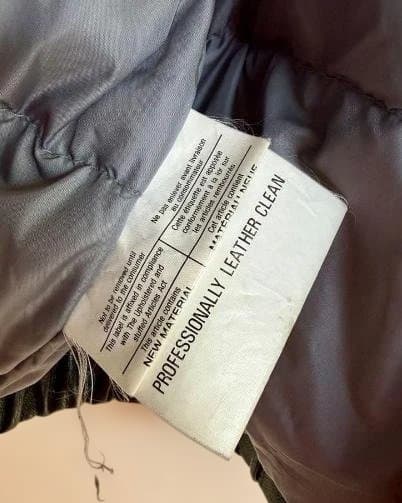 Not to be removed until
delivered to the consumer
This label is affixed in compliance
with The Upholstered and
stuffed Articles Act
This article contains
NEW MATERIAL
Ne pas enlever avant livraison
au consommateur
Cette étiquette est apposée
conformément à la loi sur
les articles rembourrés
Cet article contient
MATÉRIAU NEUF
PROFESSIONALLY LEATHER CLEAN